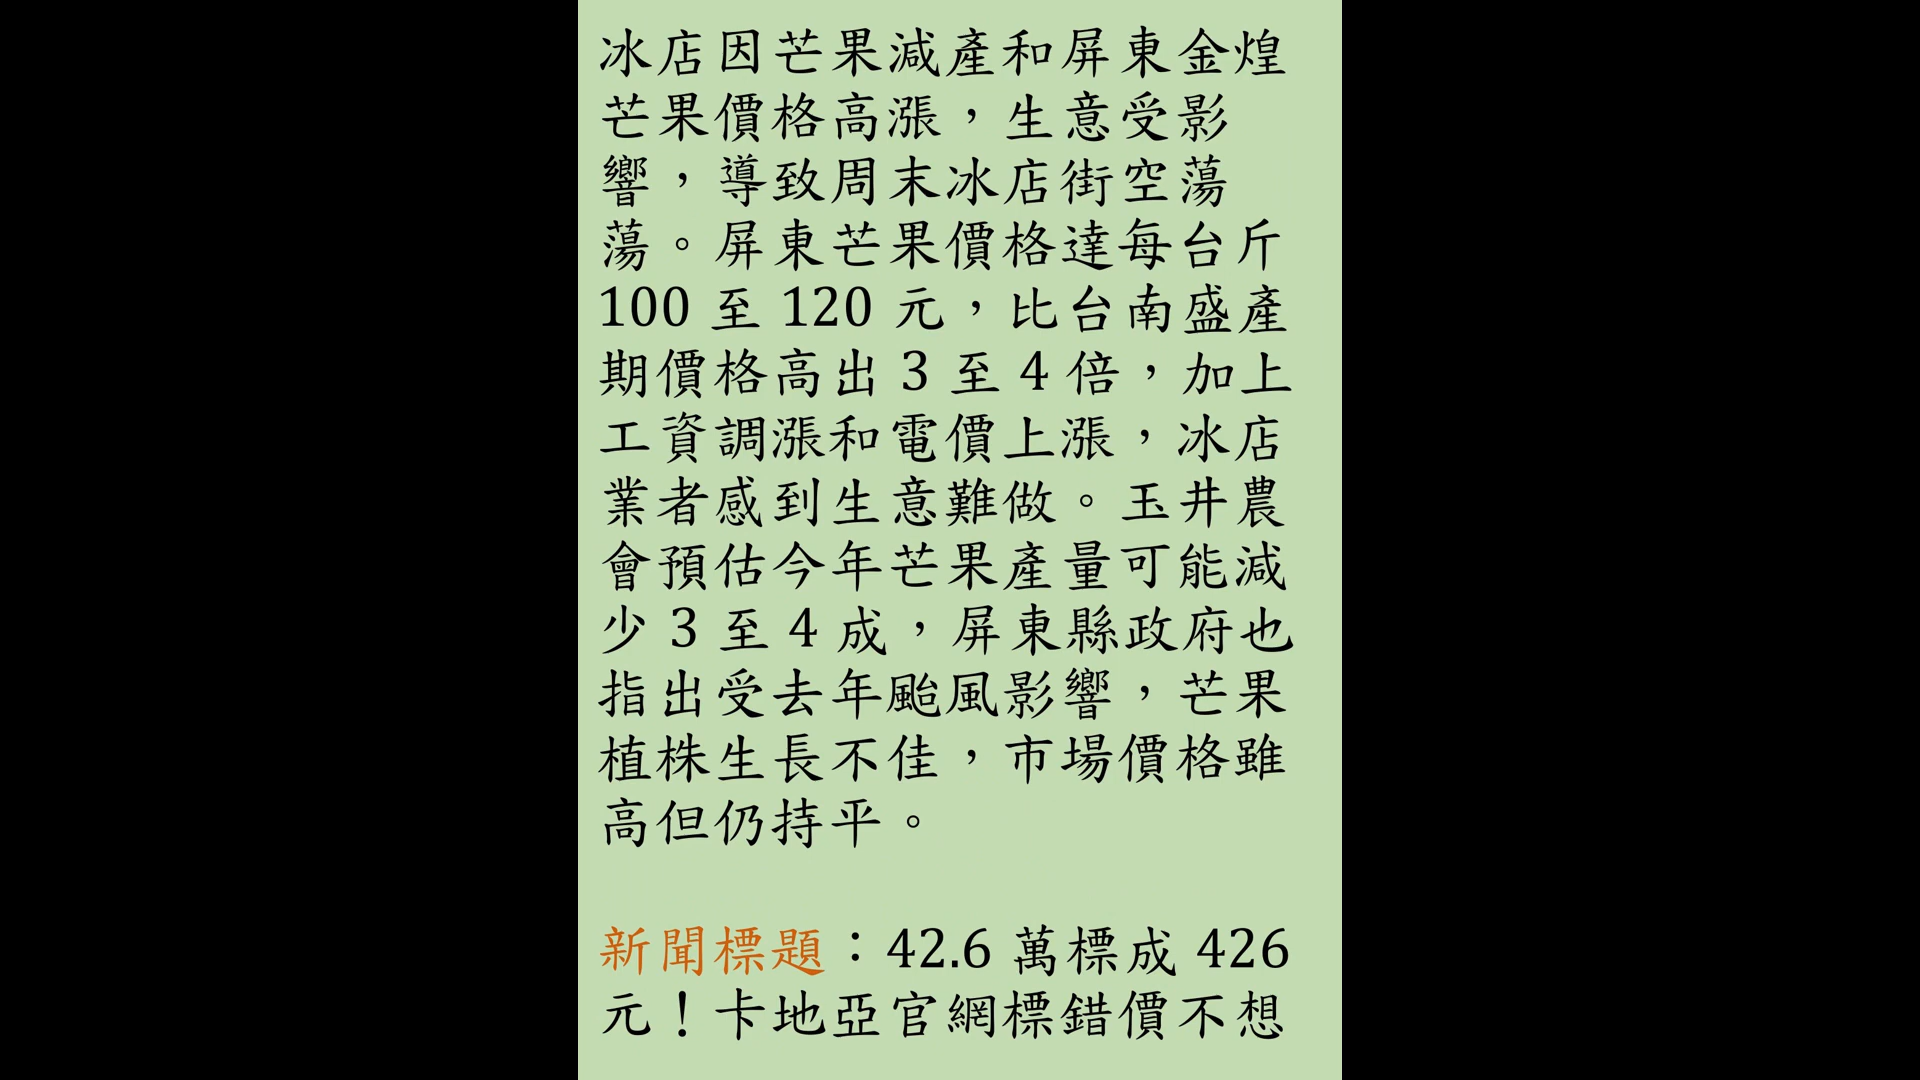 冰店因芒果減產和屏東金煌
芒果價格高漲，生意受影
響，導致周末冰店街空蕩
蕩。屏東芒果價格達每台斤
100 至 120 元，比台南盛產
期價格高出 3 至 4 倍，加上
工資調漲和電價上漲，冰店
業者感到生意難做。玉井農
會預估今年芒果產量可能減
少 3 至 4 成，屏東縣政府也
指出受去年颱風影響，芒果
植株生長不佳，市場價格雖
高但仍持平。
新聞標題：42.6 萬標成 426
元！卡地亞官網標錯價不想